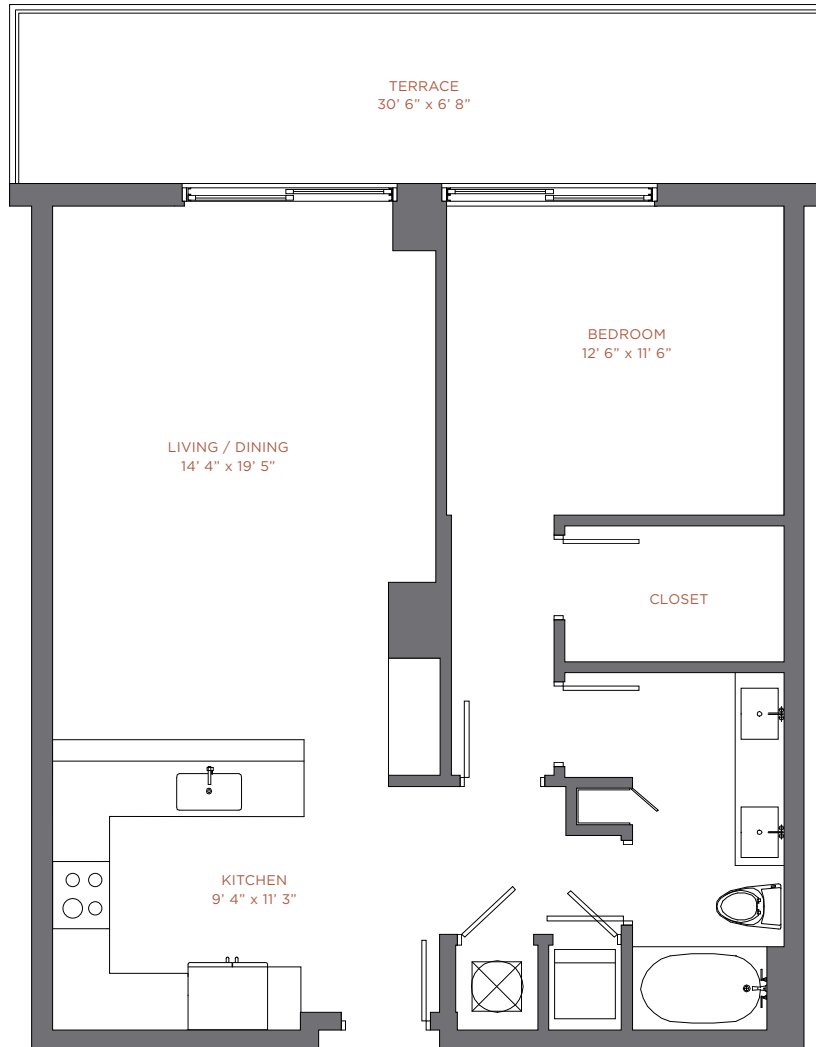 TERRACE
30’ 6” x 6’ 8”
BEDROOM
12’ 6” x 11’ 6”
LIVING / DINING
14’ 4” x 19’ 5”
CLOSET
KITCHEN
9’ 4” x 11’ 3”